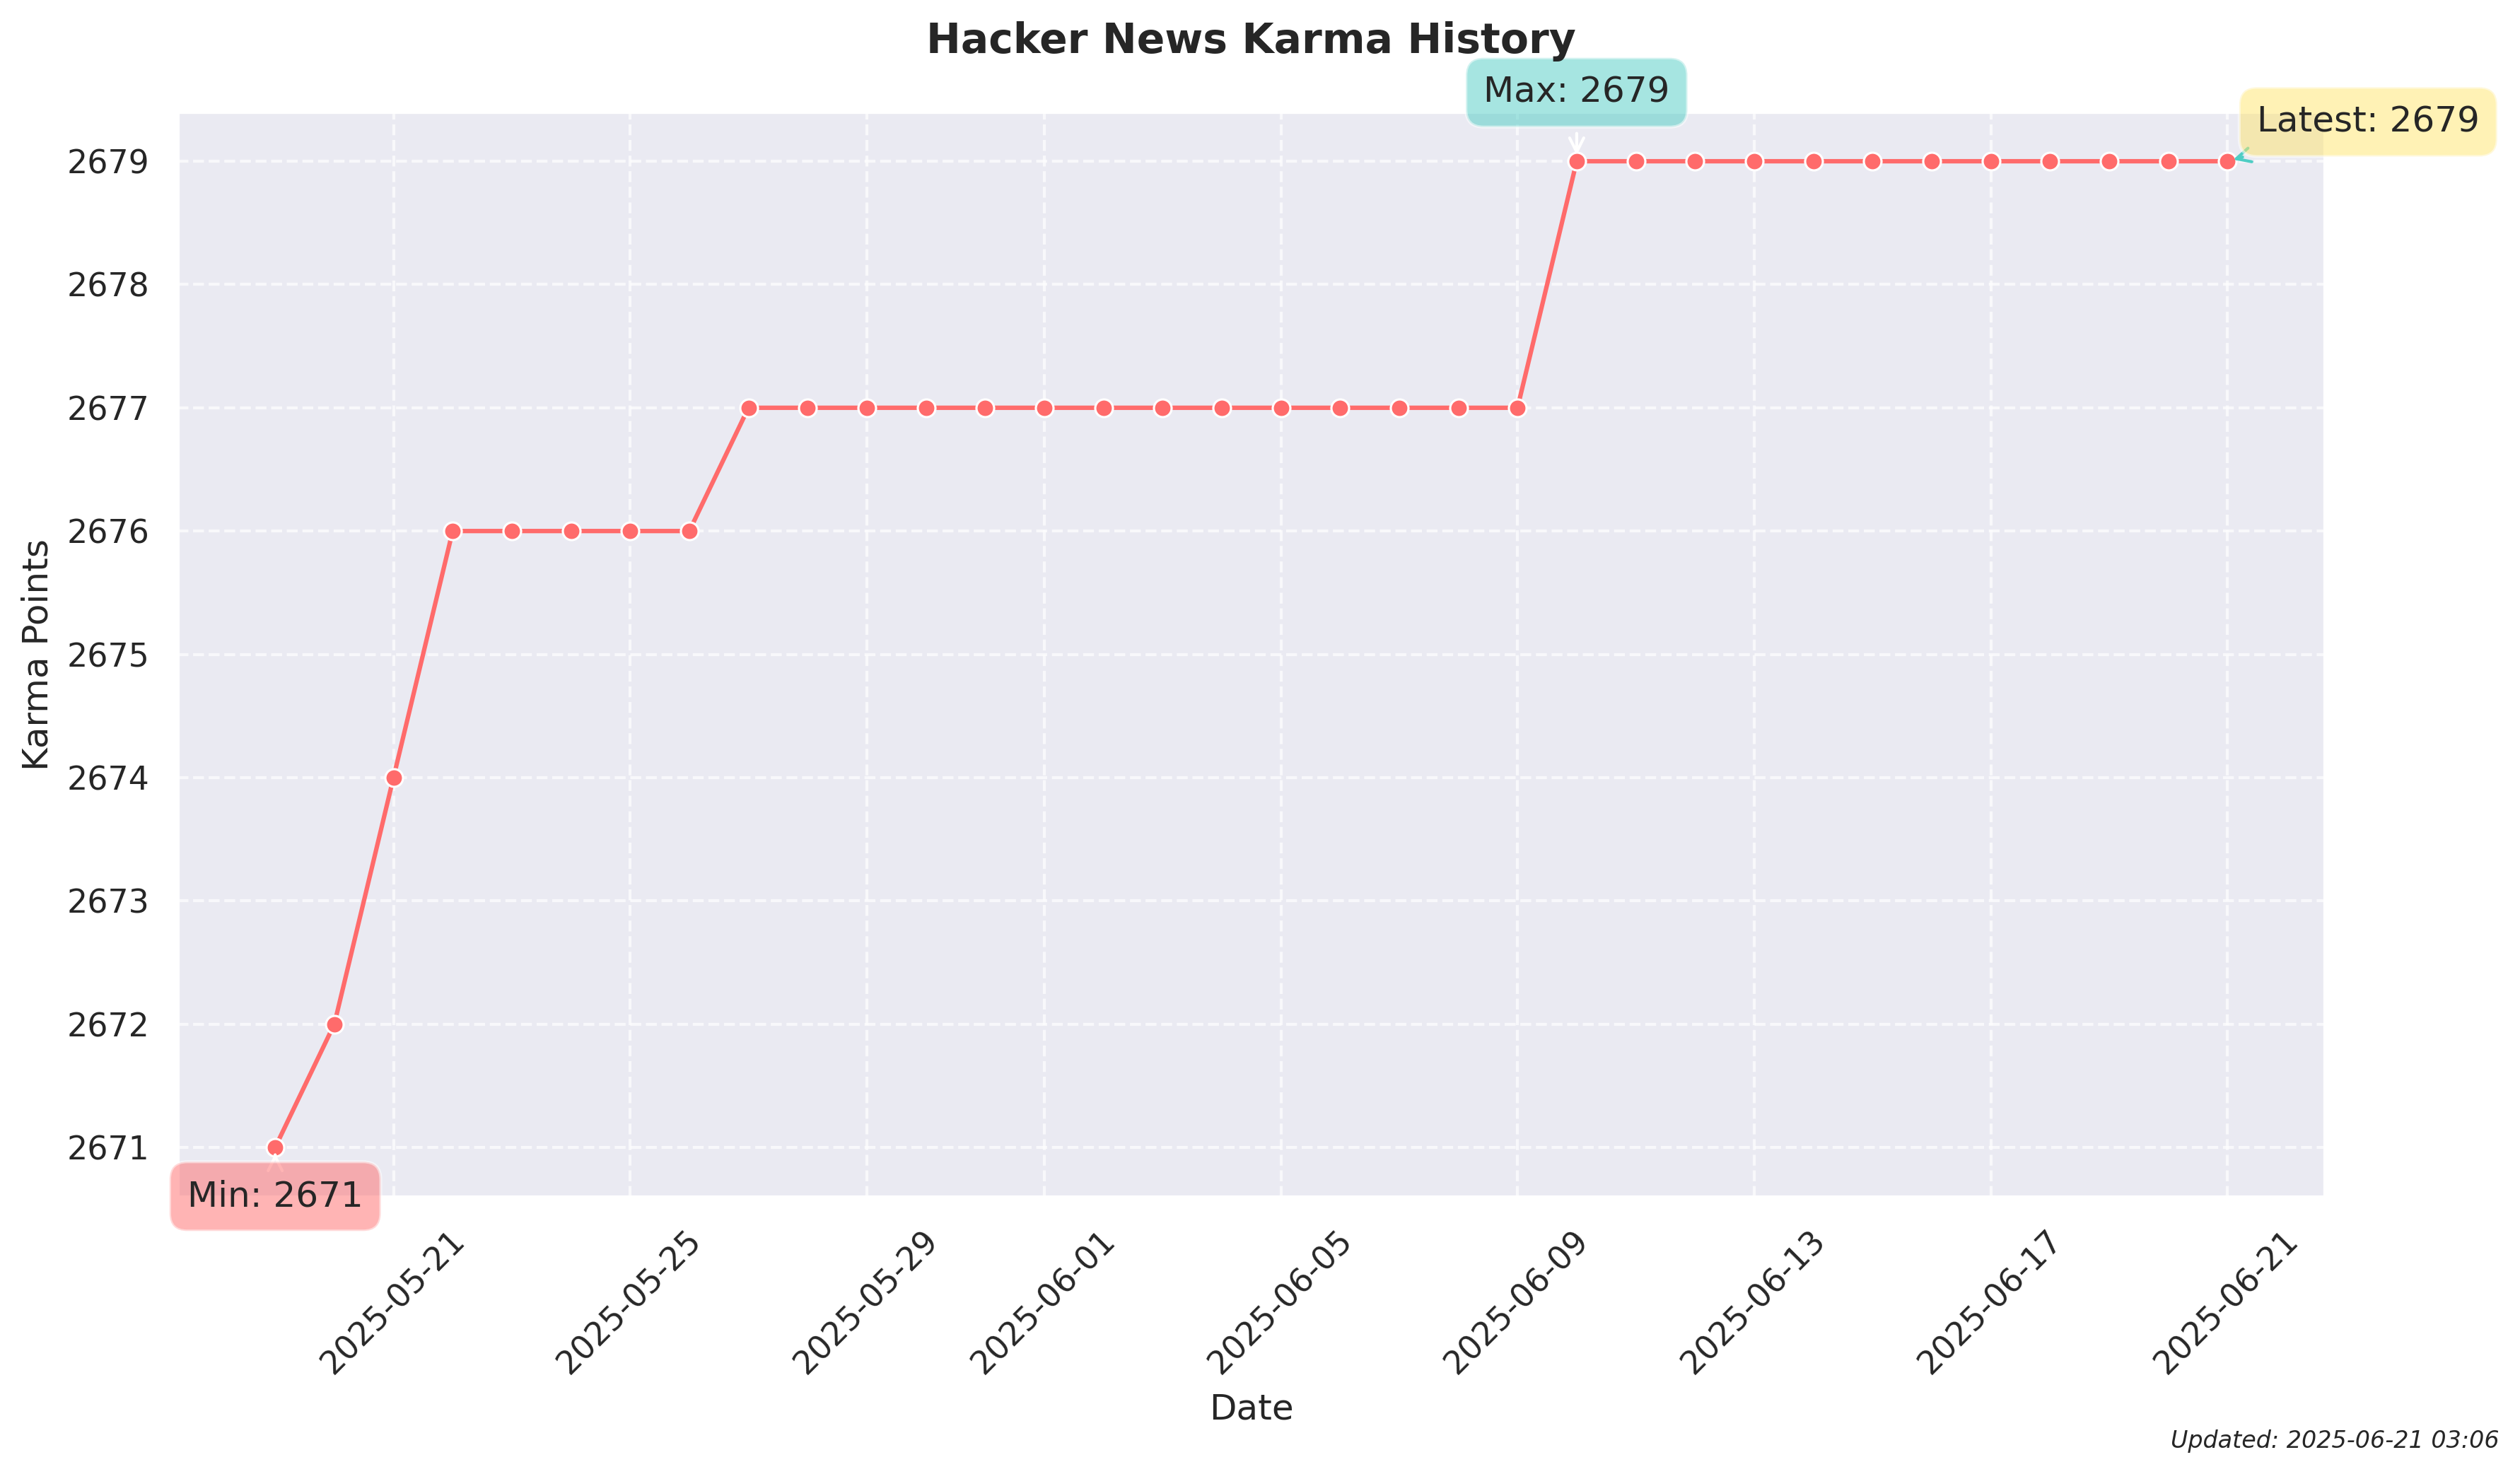 Hacker News Karma History
Max: 2679
Latest: 2679
2679
2678
2677
2676
2675
2674
2673
2672
2671
Karma Points
Min: 2671
2025-05-21
2025-05-25
2025-05-29
2025-06-01
2025-06-05
2025-06-09
2025-06-13
2025-06-17
2025-06-21
Date
Updated: 2025-06-21 03:06